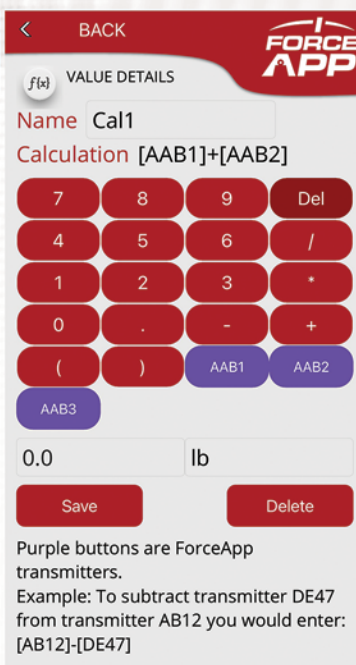 BACK
FORCE
APP
f{x} VALUE DETAILS
Name Cal1
Calculation [AAB1]+[AAB2]
7 8 9 Del
4 5 6 /
1 2 3 *
0 . - +
( ) AAB1 AAB2
AAB3
0.0 lb
Save Delete
Purple buttons are ForceApp
transmitters.
Example: To subtract transmitter DE47
from transmitter AB12 you would enter:
[AB12]-[DE47]